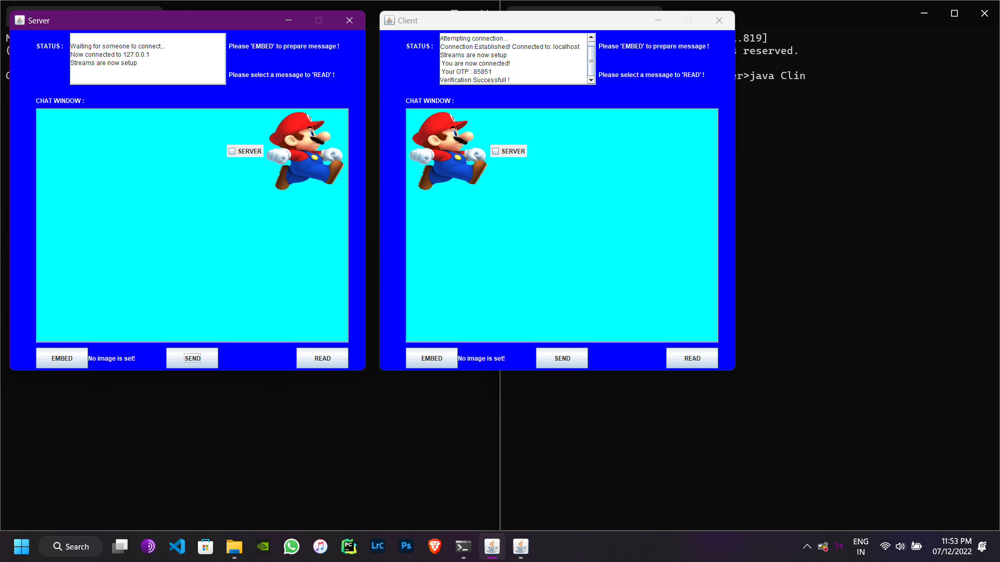 Server
STATUS :
Waiting for someone to connect...
Now connected to 127.0.0.1
Streams are now setup
Please 'EMBED' to prepare message !
Please select a message to 'READ' !
CHAT WINDOW :
SERVER
EMBED
No image is set!
SEND
READ
Client
STATUS :
Attempting connection...
Connection Established! Connected to: localhost
Streams are now setup
You are now connected!
Your OTP : 85851
Verification Successfull !
Please 'EMBED' to prepare message !
Please select a message to 'READ' !
CHAT WINDOW :
SERVER
EMBED
No image is set!
SEND
READ
.819]
reserved.
>java Clin
Search
PC
LrC
Ps
74
ENG
IN
11:53 PM
07/12/2022